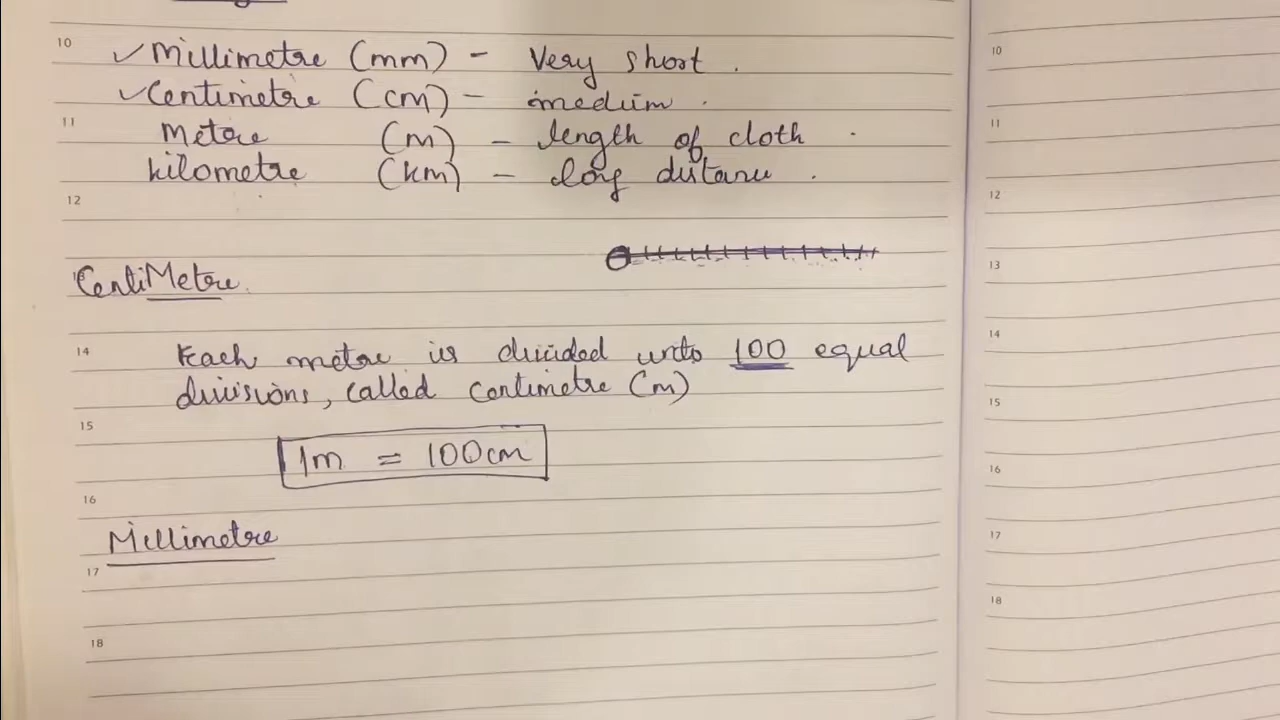 10 ✓ Millimetre (mm) - Very short .
✓ Centimetre (cm) - medium .
11 Metre (m) - length of cloth .
kilometre (km) - long distance .
12
CentiMetre.
14 Each metre is divided into 100 equal
divisions, called centimetre (m)
15
1m = 100cm
16
Millimetre
17
18
10
11
12
13
14
15
16
17
18